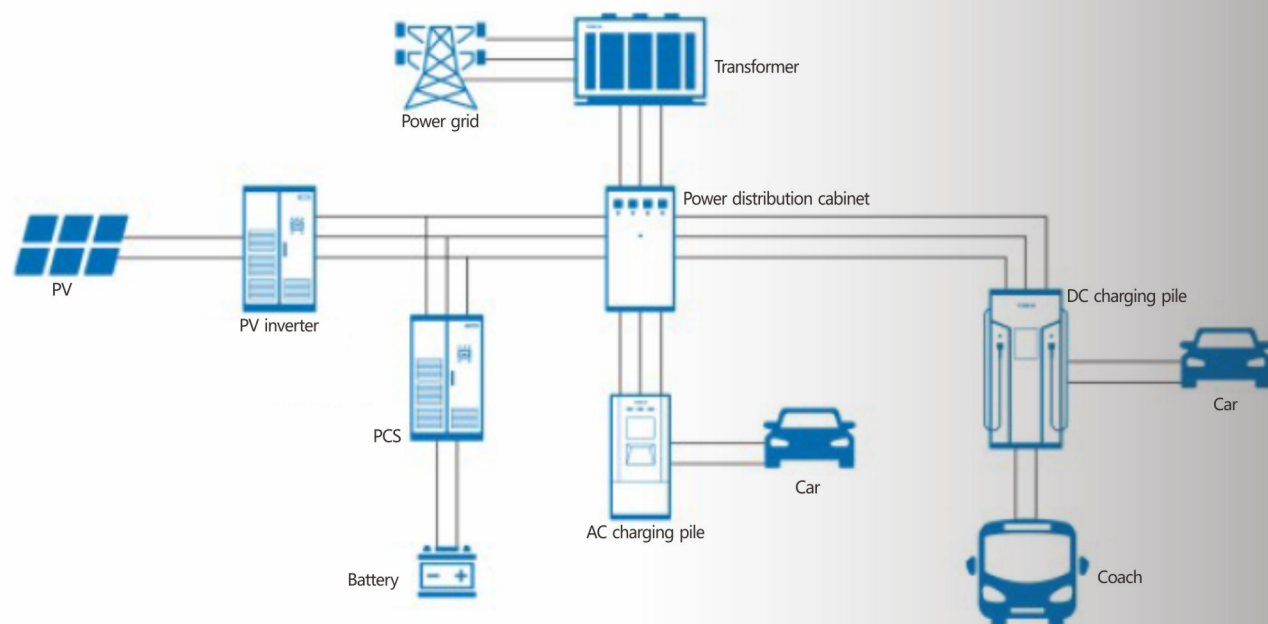 Transformer
Power grid
Power distribution cabinet
PV
PV inverter
DC charging pile
PCS
Car
Car
AC charging pile
Battery
Coach